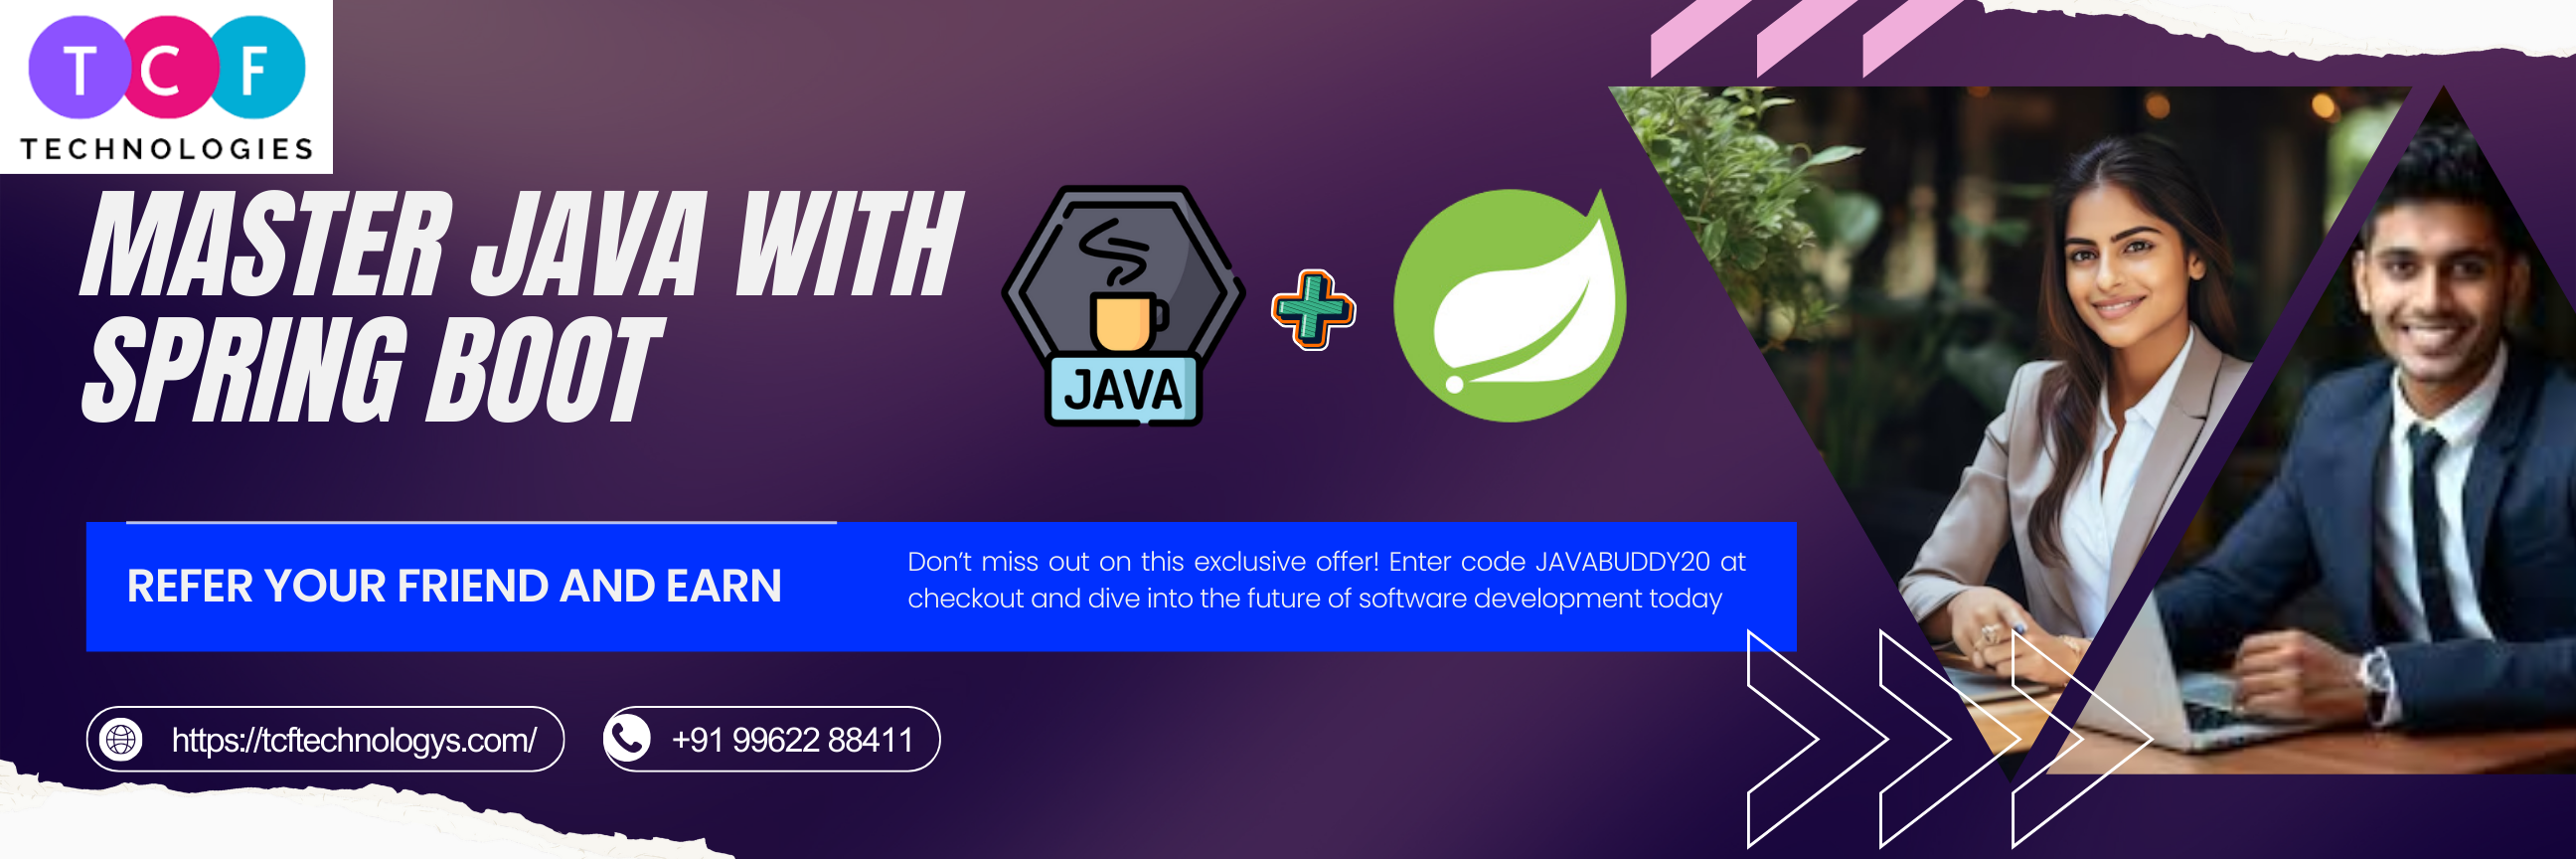 T C F
TECHNOLOGIES
MASTER JAVA WITH
SPRING BOOT
JAVA
REFER YOUR FRIEND AND EARN
Don't miss out on this exclusive offer! Enter code JAVABUDDY20 at
checkout and dive into the future of software development today
https://tcftechnologys.com/
+91 99622 88411